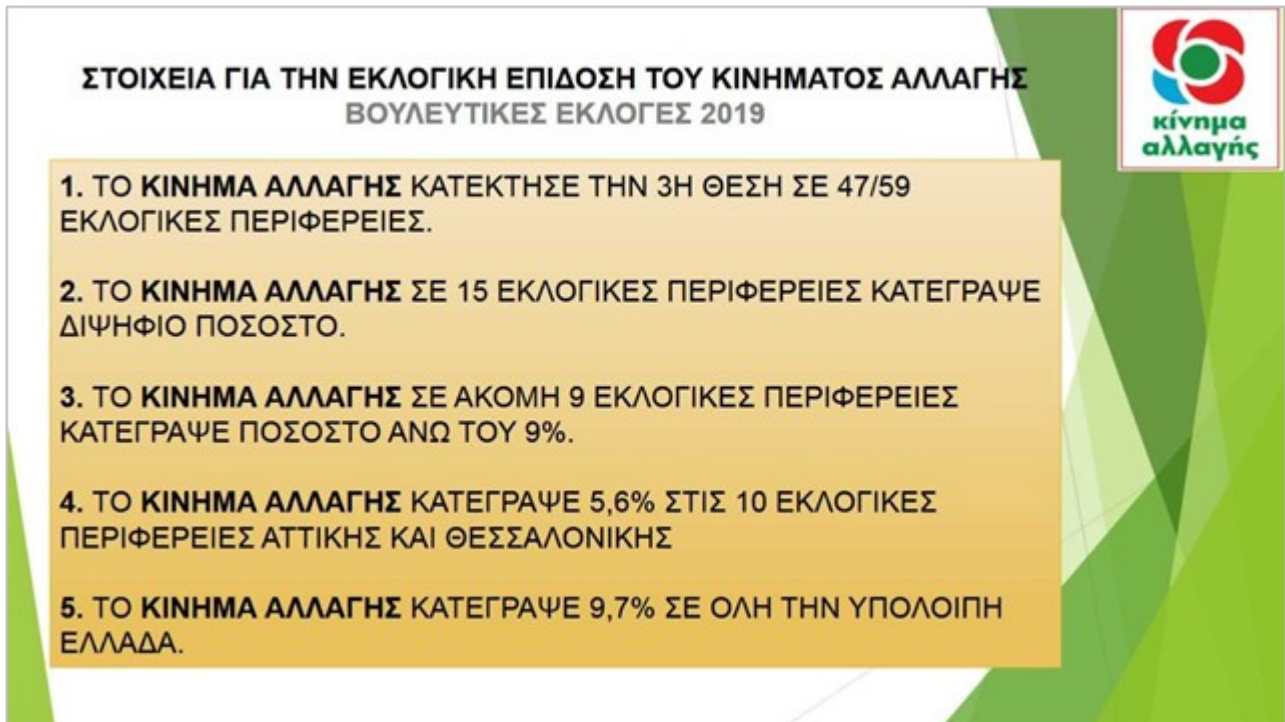 ΣΤΟΙΧΕΙΑ ΓΙΑ ΤΗΝ ΕΚΛΟΓΙΚΗ ΕΠΙΔΟΣΗ ΤΟΥ ΚΙΝΗΜΑΤΟΣ ΑΛΛΑΓΗΣ
ΒΟΥΛΕΥΤΙΚΕΣ ΕΚΛΟΓΕΣ 2019
κίνημα
αλλαγής
1. ΤΟ ΚΙΝΗΜΑ ΑΛΛΑΓΗΣ ΚΑΤΕΚΤΗΣΕ ΤΗΝ 3Η ΘΕΣΗ ΣΕ 47/59
ΕΚΛΟΓΙΚΕΣ ΠΕΡΙΦΕΡΕΙΕΣ.
2. ΤΟ ΚΙΝΗΜΑ ΑΛΛΑΓΗΣ ΣΕ 15 ΕΚΛΟΓΙΚΕΣ ΠΕΡΙΦΕΡΕΙΕΣ ΚΑΤΕΓΡΑΨΕ
ΔΙΨΗΦΙΟ ΠΟΣΟΣΤΟ.
3. ΤΟ ΚΙΝΗΜΑ ΑΛΛΑΓΗΣ ΣΕ ΑΚΟΜΗ 9 ΕΚΛΟΓΙΚΕΣ ΠΕΡΙΦΕΡΕΙΕΣ
ΚΑΤΕΓΡΑΨΕ ΠΟΣΟΣΤΟ ΑΝΩ ΤΟΥ 9%.
4. ΤΟ ΚΙΝΗΜΑ ΑΛΛΑΓΗΣ ΚΑΤΕΓΡΑΨΕ 5,6% ΣΤΙΣ 10 ΕΚΛΟΓΙΚΕΣ
ΠΕΡΙΦΕΡΕΙΕΣ ΑΤΤΙΚΗΣ ΚΑΙ ΘΕΣΣΑΛΟΝΙΚΗΣ
5. ΤΟ ΚΙΝΗΜΑ ΑΛΛΑΓΗΣ ΚΑΤΕΓΡΑΨΕ 9,7% ΣΕ ΟΛΗ ΤΗΝ ΥΠΟΛΟΙΠΗ
ΕΛΛΑΔΑ.